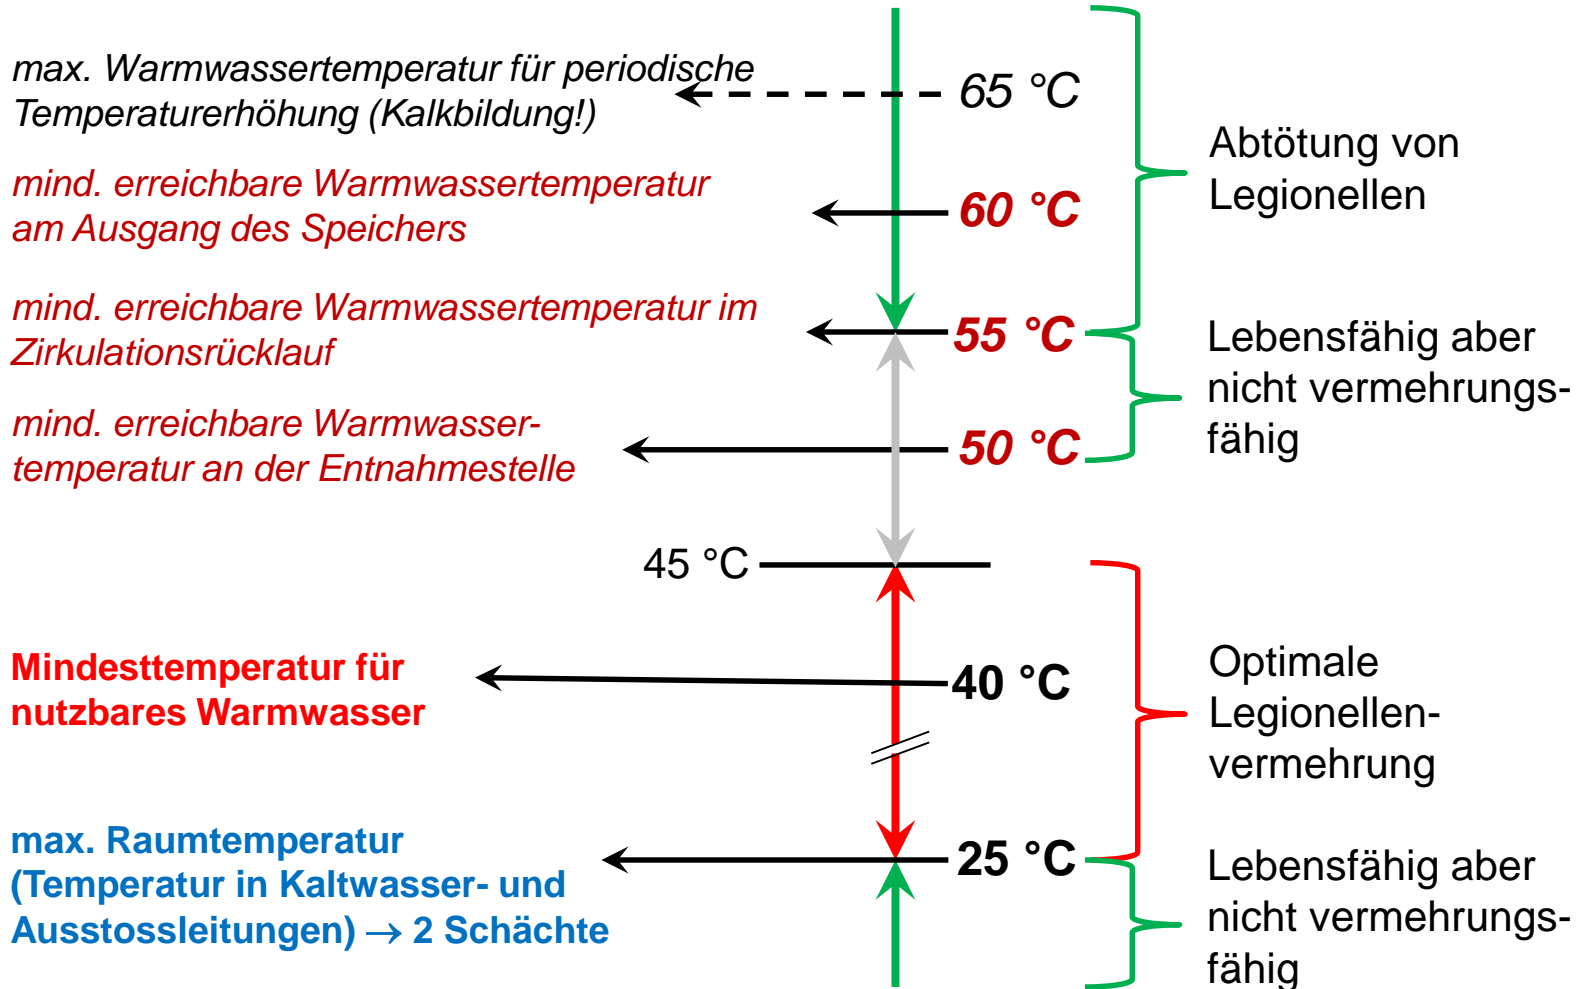 max. Warmwassertemperatur für periodische
Temperaturerhöhung (Kalkbildung!)
65 °C
Abtötung von
Legionellen
mind. erreichbare Warmwassertemperatur
am Ausgang des Speichers
60 °C
mind. erreichbare Warmwassertemperatur im
Zirkulationsrücklauf
55 °C
Lebensfähig aber
nicht vermehrungs-
fähig
mind. erreichbare Warmwasser-
temperatur an der Entnahmestelle
50 °C
45 °C
Mindesttemperatur für
nutzbares Warmwasser
40 °C
Optimale
Legionellen-
vermehrung
max. Raumtemperatur
(Temperatur in Kaltwasser- und
Ausstossleitungen) → 2 Schächte
25 °C
Lebensfähig aber
nicht vermehrungs-
fähig